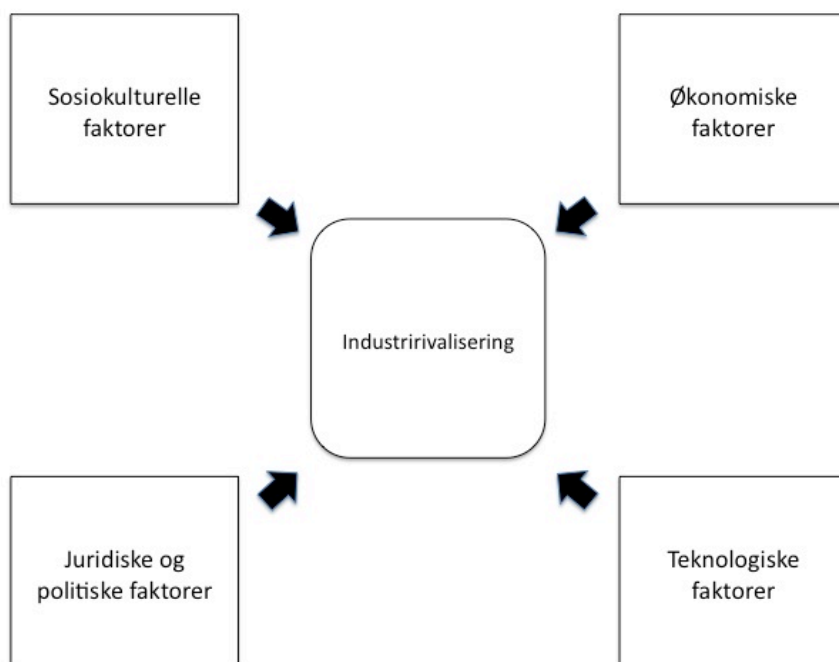 Sosiokulturelle
faktorer
Økonomiske
faktorer
Industririvalisering
Juridiske og
politiske faktorer
Teknologiske
faktorer